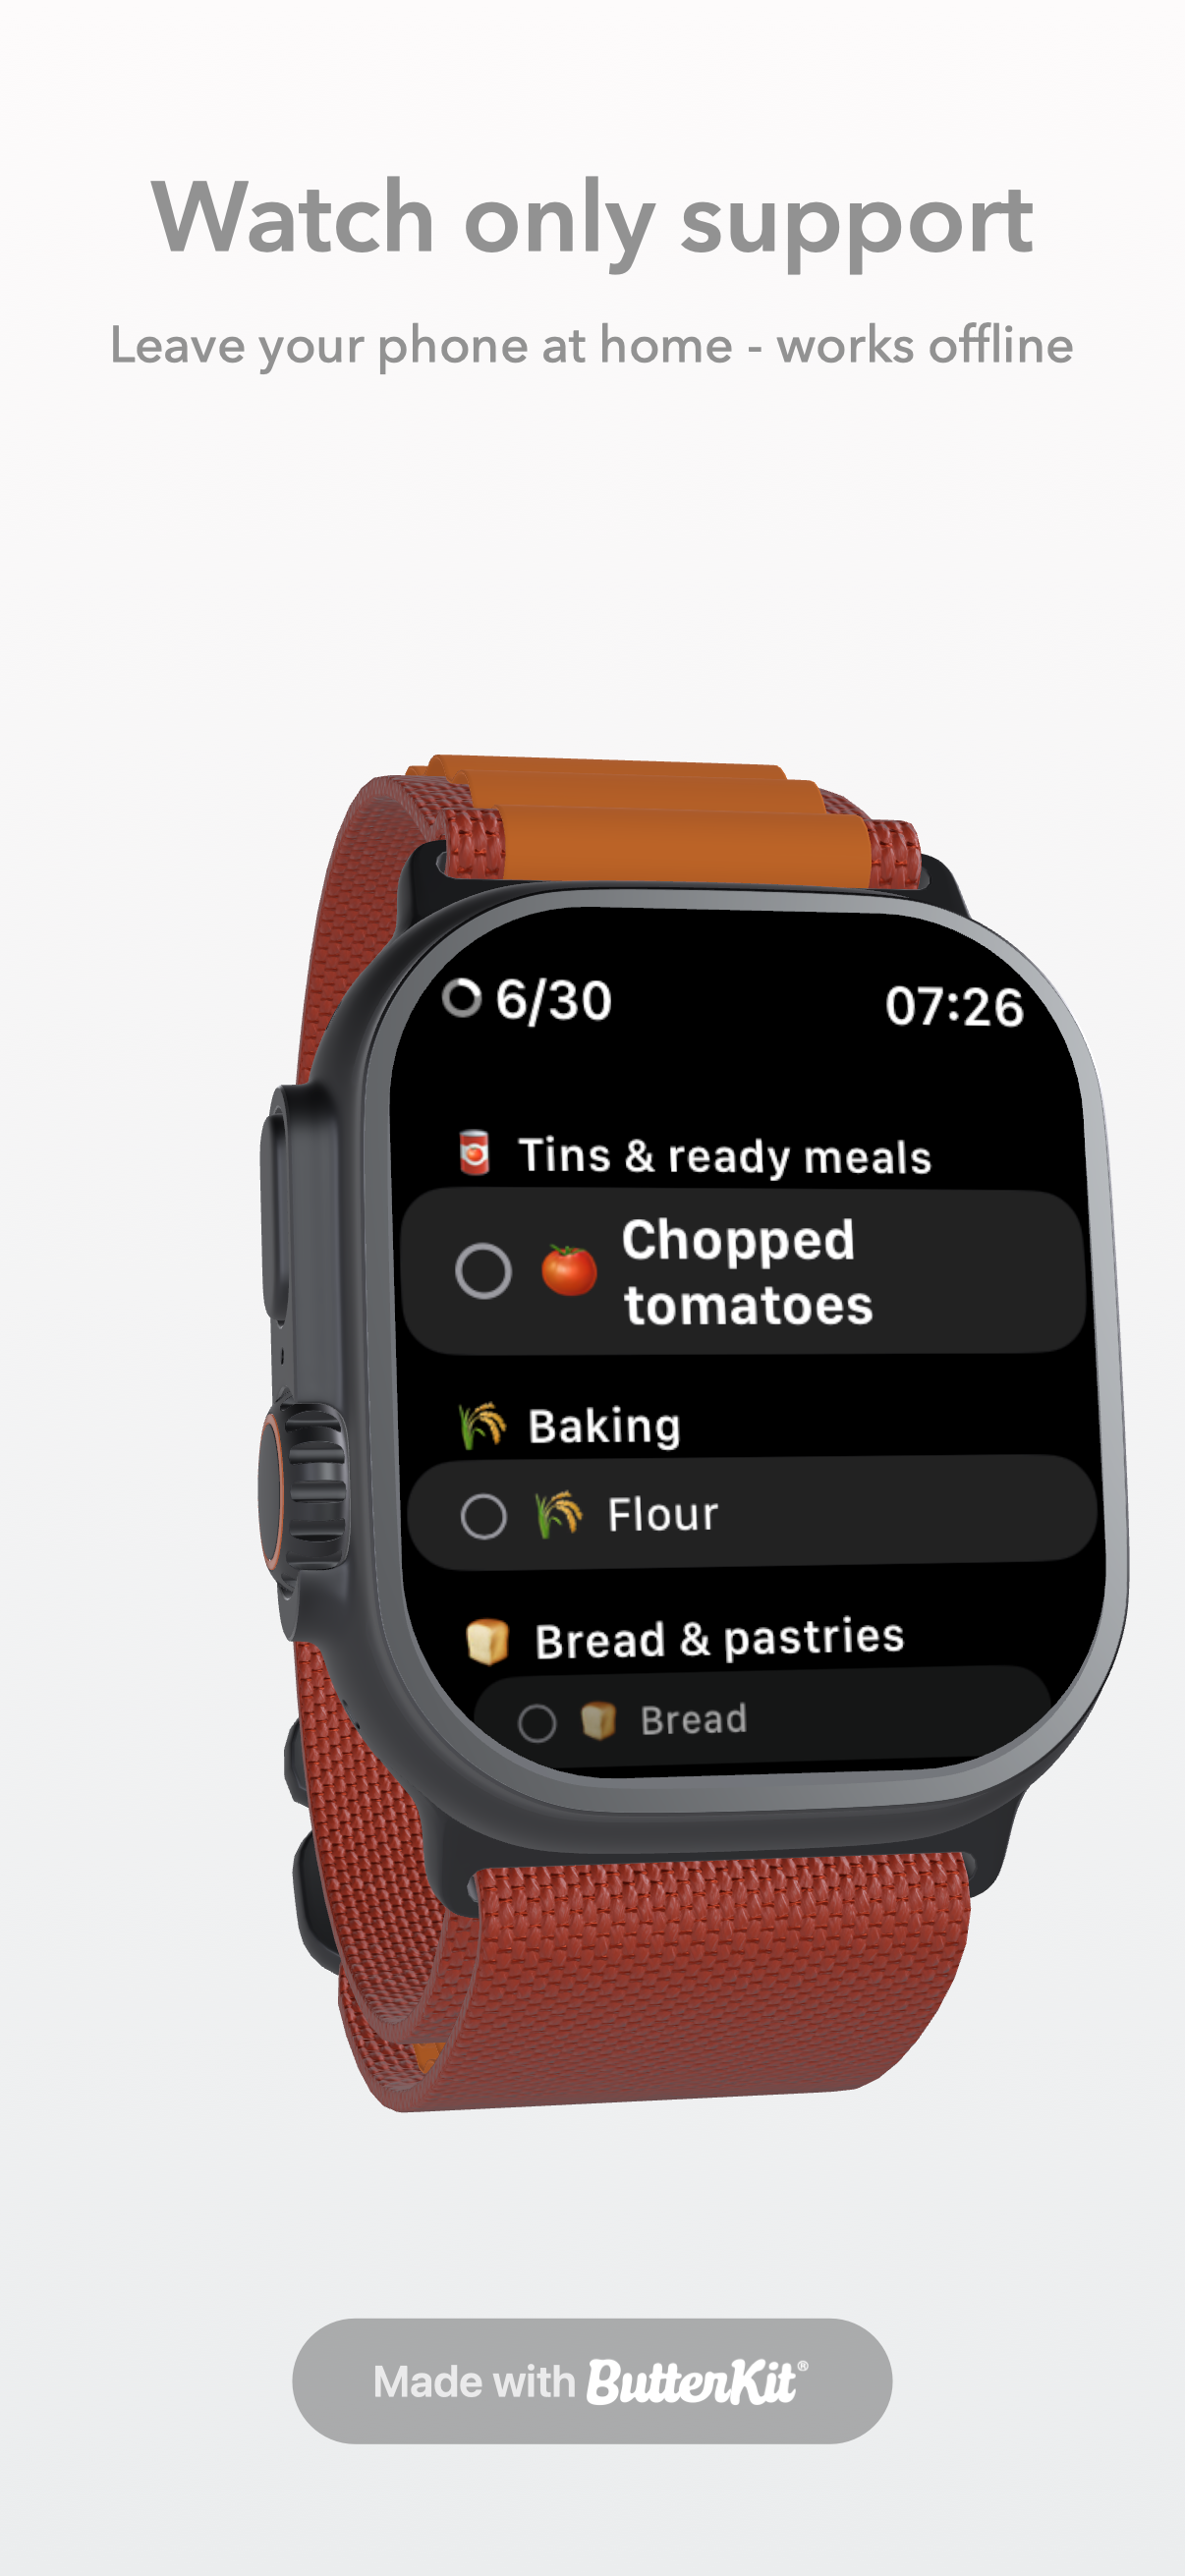 Watch only support
Leave your phone at home - works offline
6/30
07:26
Tins & ready meals
Chopped
tomatoes
Baking
Flour
Bread & pastries
Bread
Made with ButterKit®